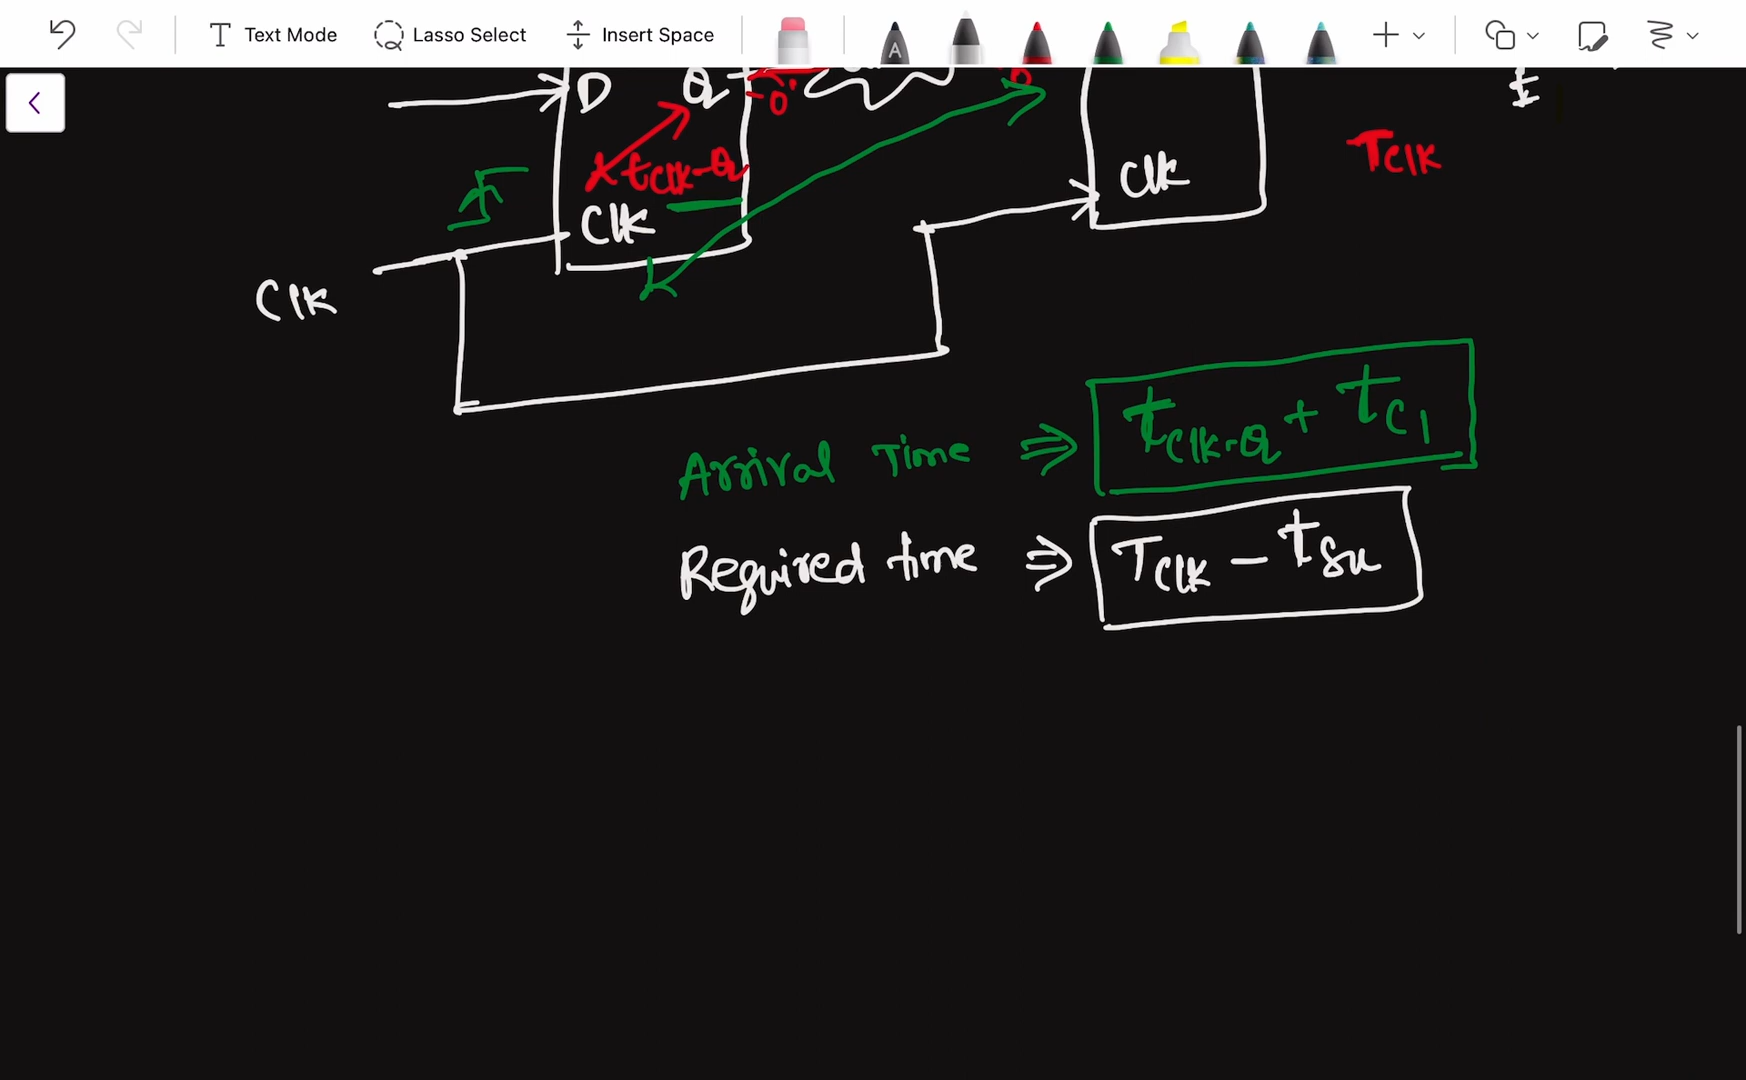 Text Mode Lasso Select Insert Space
A
D Q
-0'
tclk-Q
Clk
Clk
Clk
TClk
Arrival Time ⇒ tClk-Q + tC1
Required time ⇒ TClk - tSu